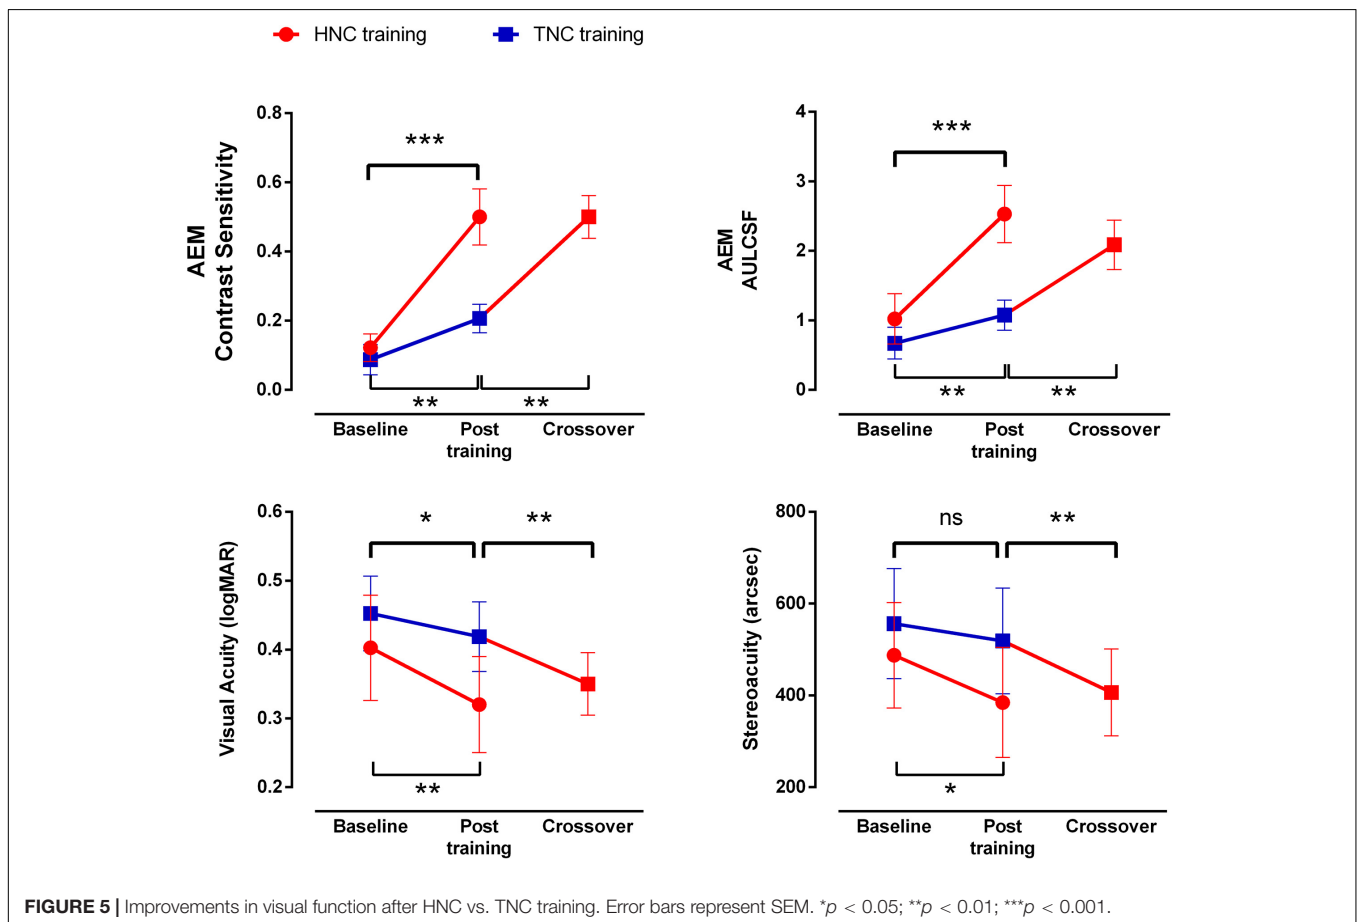 HNC training TNC training
AEM
Contrast Sensitivity
0.8
0.6
0.4
0.2
0.0
***
** **
Baseline Post training Crossover
AEM
AULCSF
4
3
2
1
0
***
** **
Baseline Post training Crossover
Visual Acuity (logMAR)
0.6
0.5
0.4
0.3
0.2
* **
**
Baseline Post training Crossover
Stereoacuity (arcsec)
800
600
400
200
ns **
*
Baseline Post training Crossover
FIGURE 5 | Improvements in visual function after HNC vs. TNC training. Error bars represent SEM. *p < 0.05; **p < 0.01; ***p < 0.001.